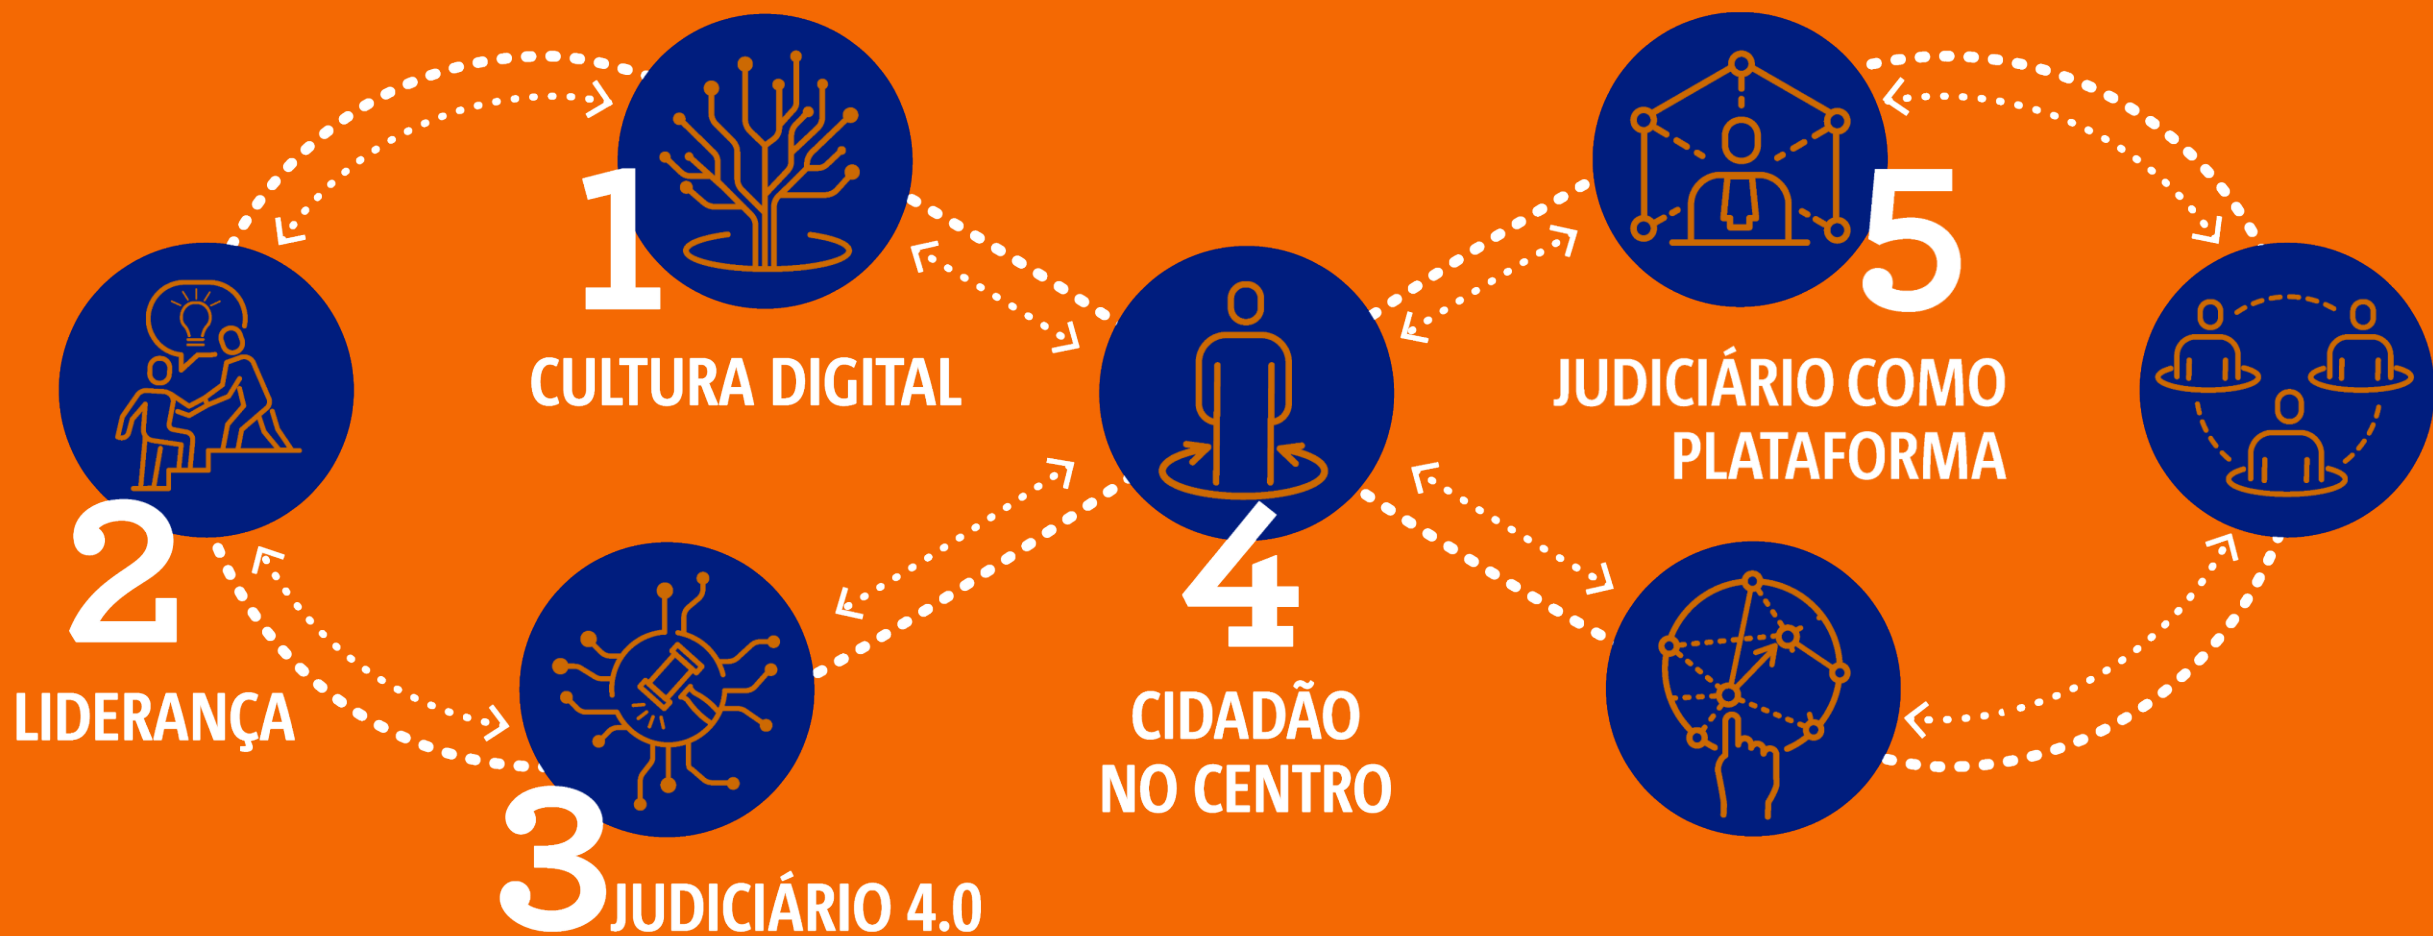 1
CULTURA DIGITAL
2
LIDERANÇA
3
JUDICIÁRIO 4.0
4
CIDADÃO
NO CENTRO
5
JUDICIÁRIO COMO
PLATAFORMA